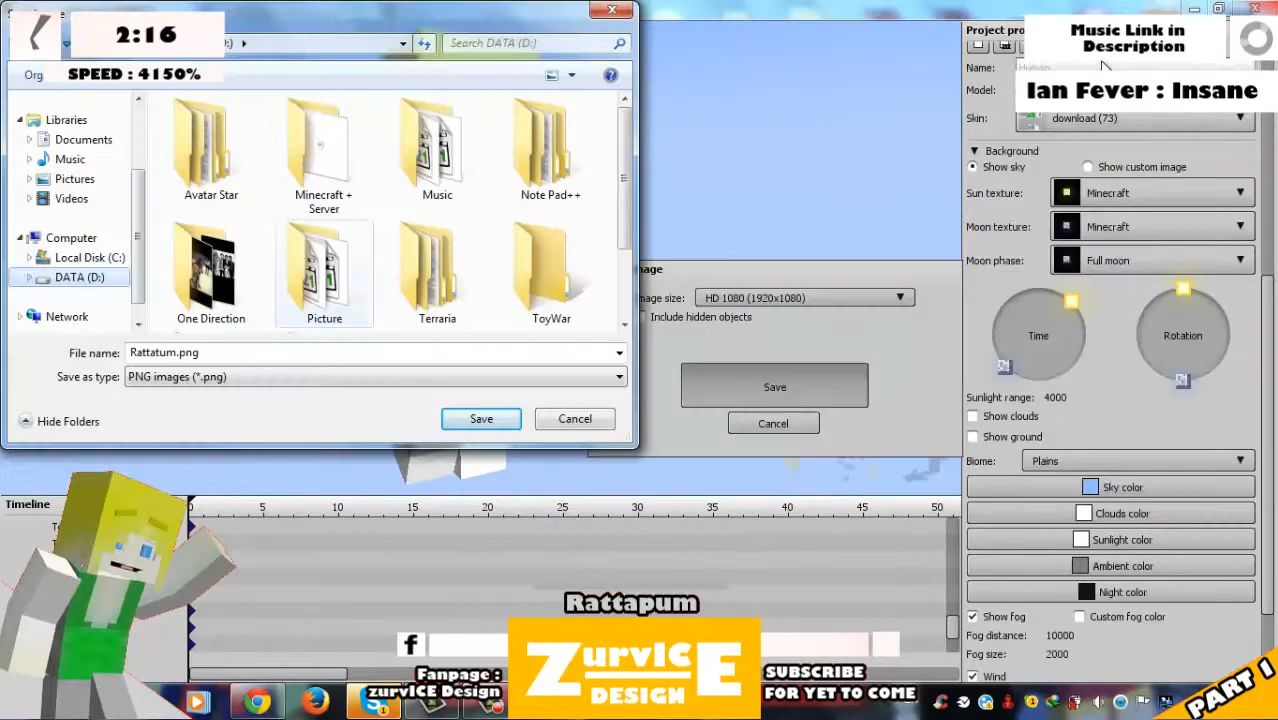 2:16
SPEED : 4150%
:) ▸
Search DATA (D:)
Org
Libraries
Documents
Music
Pictures
Videos
Computer
Local Disk (C:)
DATA (D:)
Network
Avatar Star
Minecraft +
Server
Music
Note Pad++
One Direction
Picture
Terraria
ToyWar
File name:
Rattatum.png
Save as type:
PNG images (*.png)
Hide Folders
Save
Cancel
mage
mage size:
HD 1080 (1920x1080)
Include hidden objects
Save
Cancel
Project pro
Music Link in
Description
Name:
Human
Model:
Ian Fever : Insane
Skin:
download (73)
Background
Show sky
Show custom image
Sun texture:
Minecraft
Moon texture:
Minecraft
Moon phase:
Full moon
Time
Rotation
Sunlight range: 4000
Show clouds
Show ground
Biome:
Plains
Sky color
Clouds color
Sunlight color
Ambient color
Night color
Show fog
Custom fog color
Fog distance: 10000
Fog size: 2000
Wind
Timeline
0 5 10 15 20 25 30 35 40 45 50
Rattapum
f
Fanpage :
zurvICE Design
ZurvICE
DESIGN
SUBSCRIBE
FOR YET TO COME
PART 1